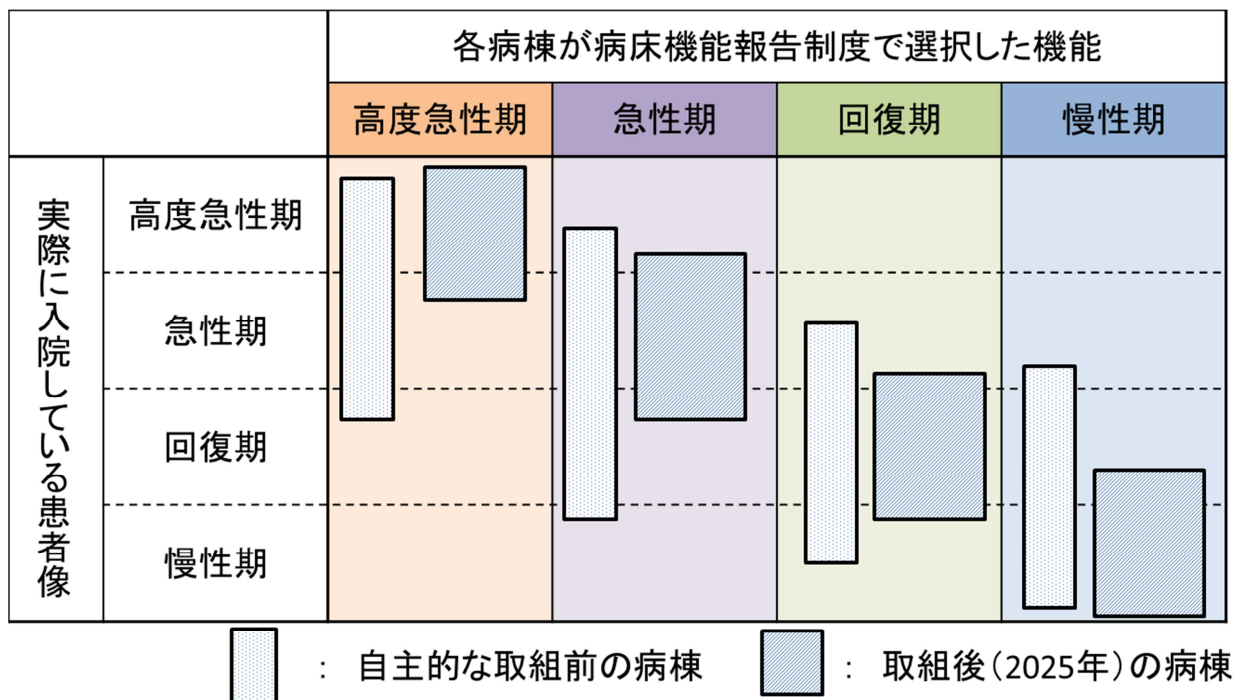 各病棟が病床機能報告制度で選択した機能
高度急性期
急性期
回復期
慢性期
実際に入院している患者像
高度急性期
急性期
回復期
慢性期
： 自主的な取組前の病棟
： 取組後（2025年）の病棟